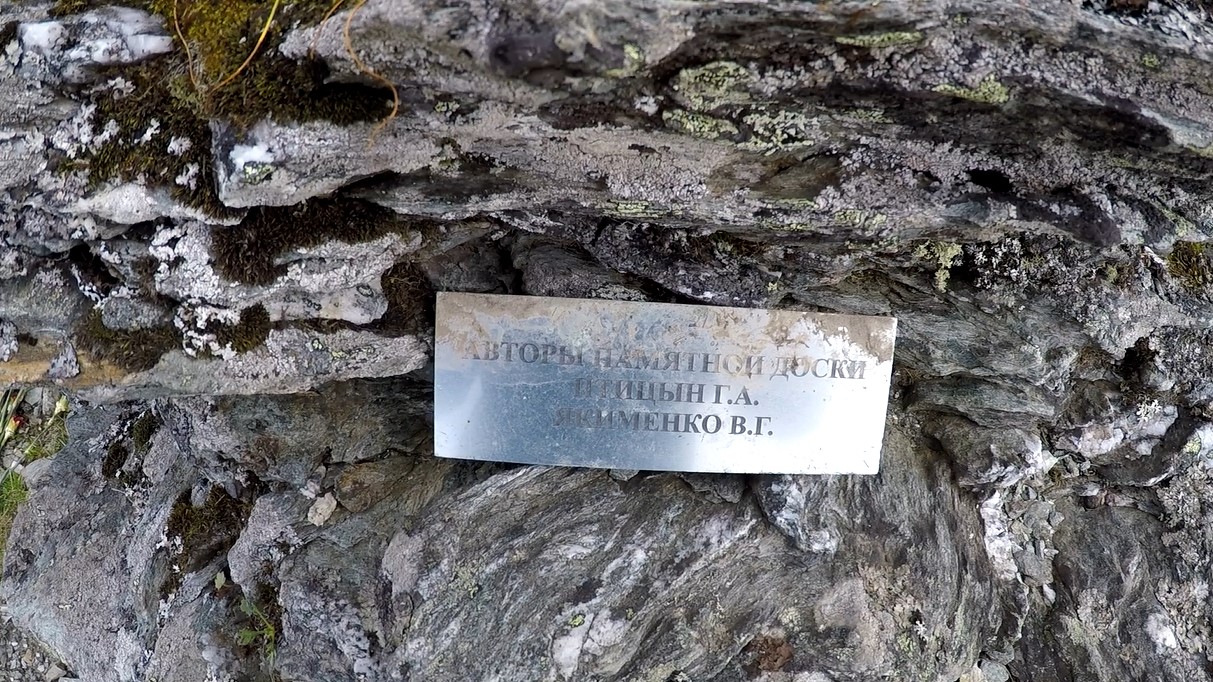 АВТОРЫ ПАМЯТНОЙ ДОСКИ
ПТИЦЫН Г.А.
ЯКИМЕНКО В.Г.